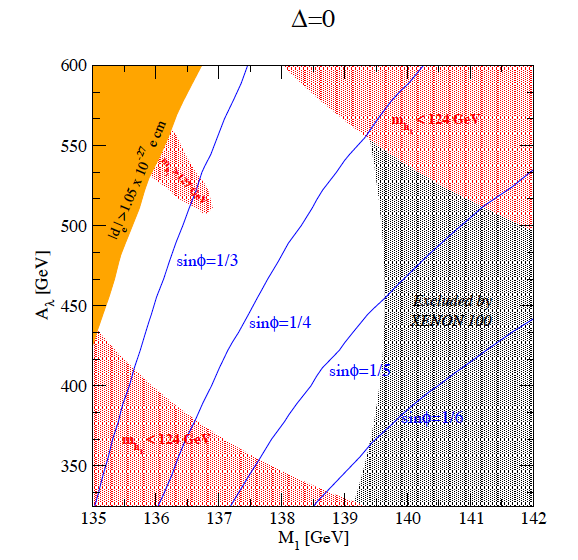 Δ=0
600
550
500
450
400
350
A_λ [GeV]
|d_e|>1.05 x 10^-27 e cm
m_h1 < 124 GeV
sinϕ=1/3
sinϕ=1/4
Excluded by
XENON 100
sinϕ=1/5
sinϕ=1/6
m_h1 < 124 GeV
135
136
137
138
139
140
141
142
M_1 [GeV]